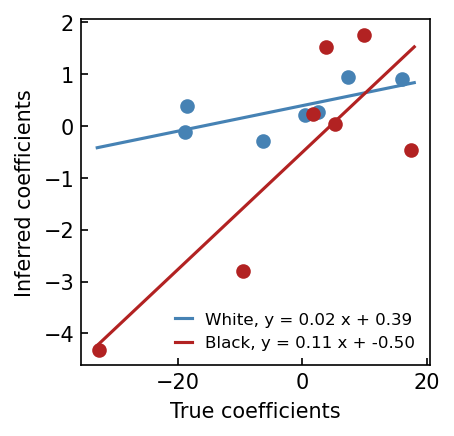 2
1
0
−1
−2
−3
−4
Inferred coefficients
White, y = 0.02 x + 0.39
Black, y = 0.11 x + -0.50
−20
0
20
True coefficients